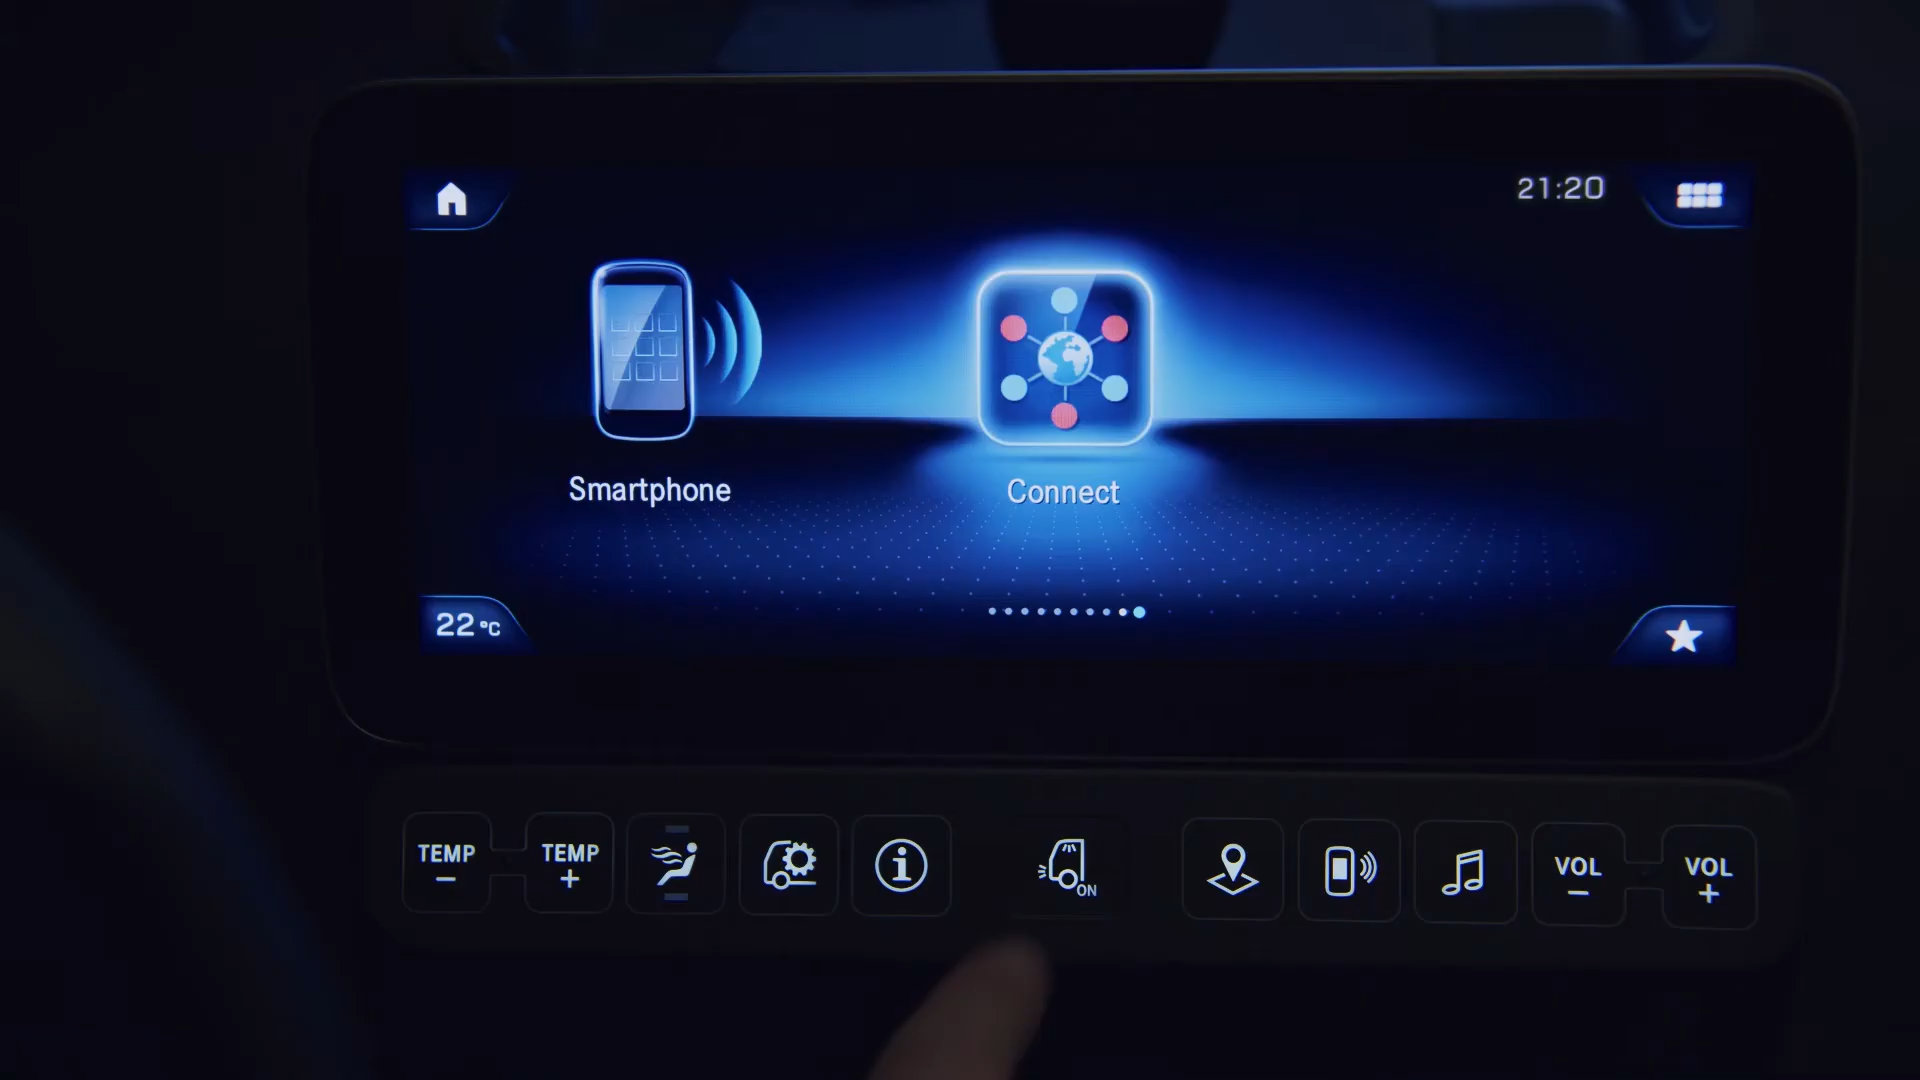 21:20
Smartphone
Connect
22 °C
TEMP
–
TEMP
+
ON
VOL
–
VOL
+